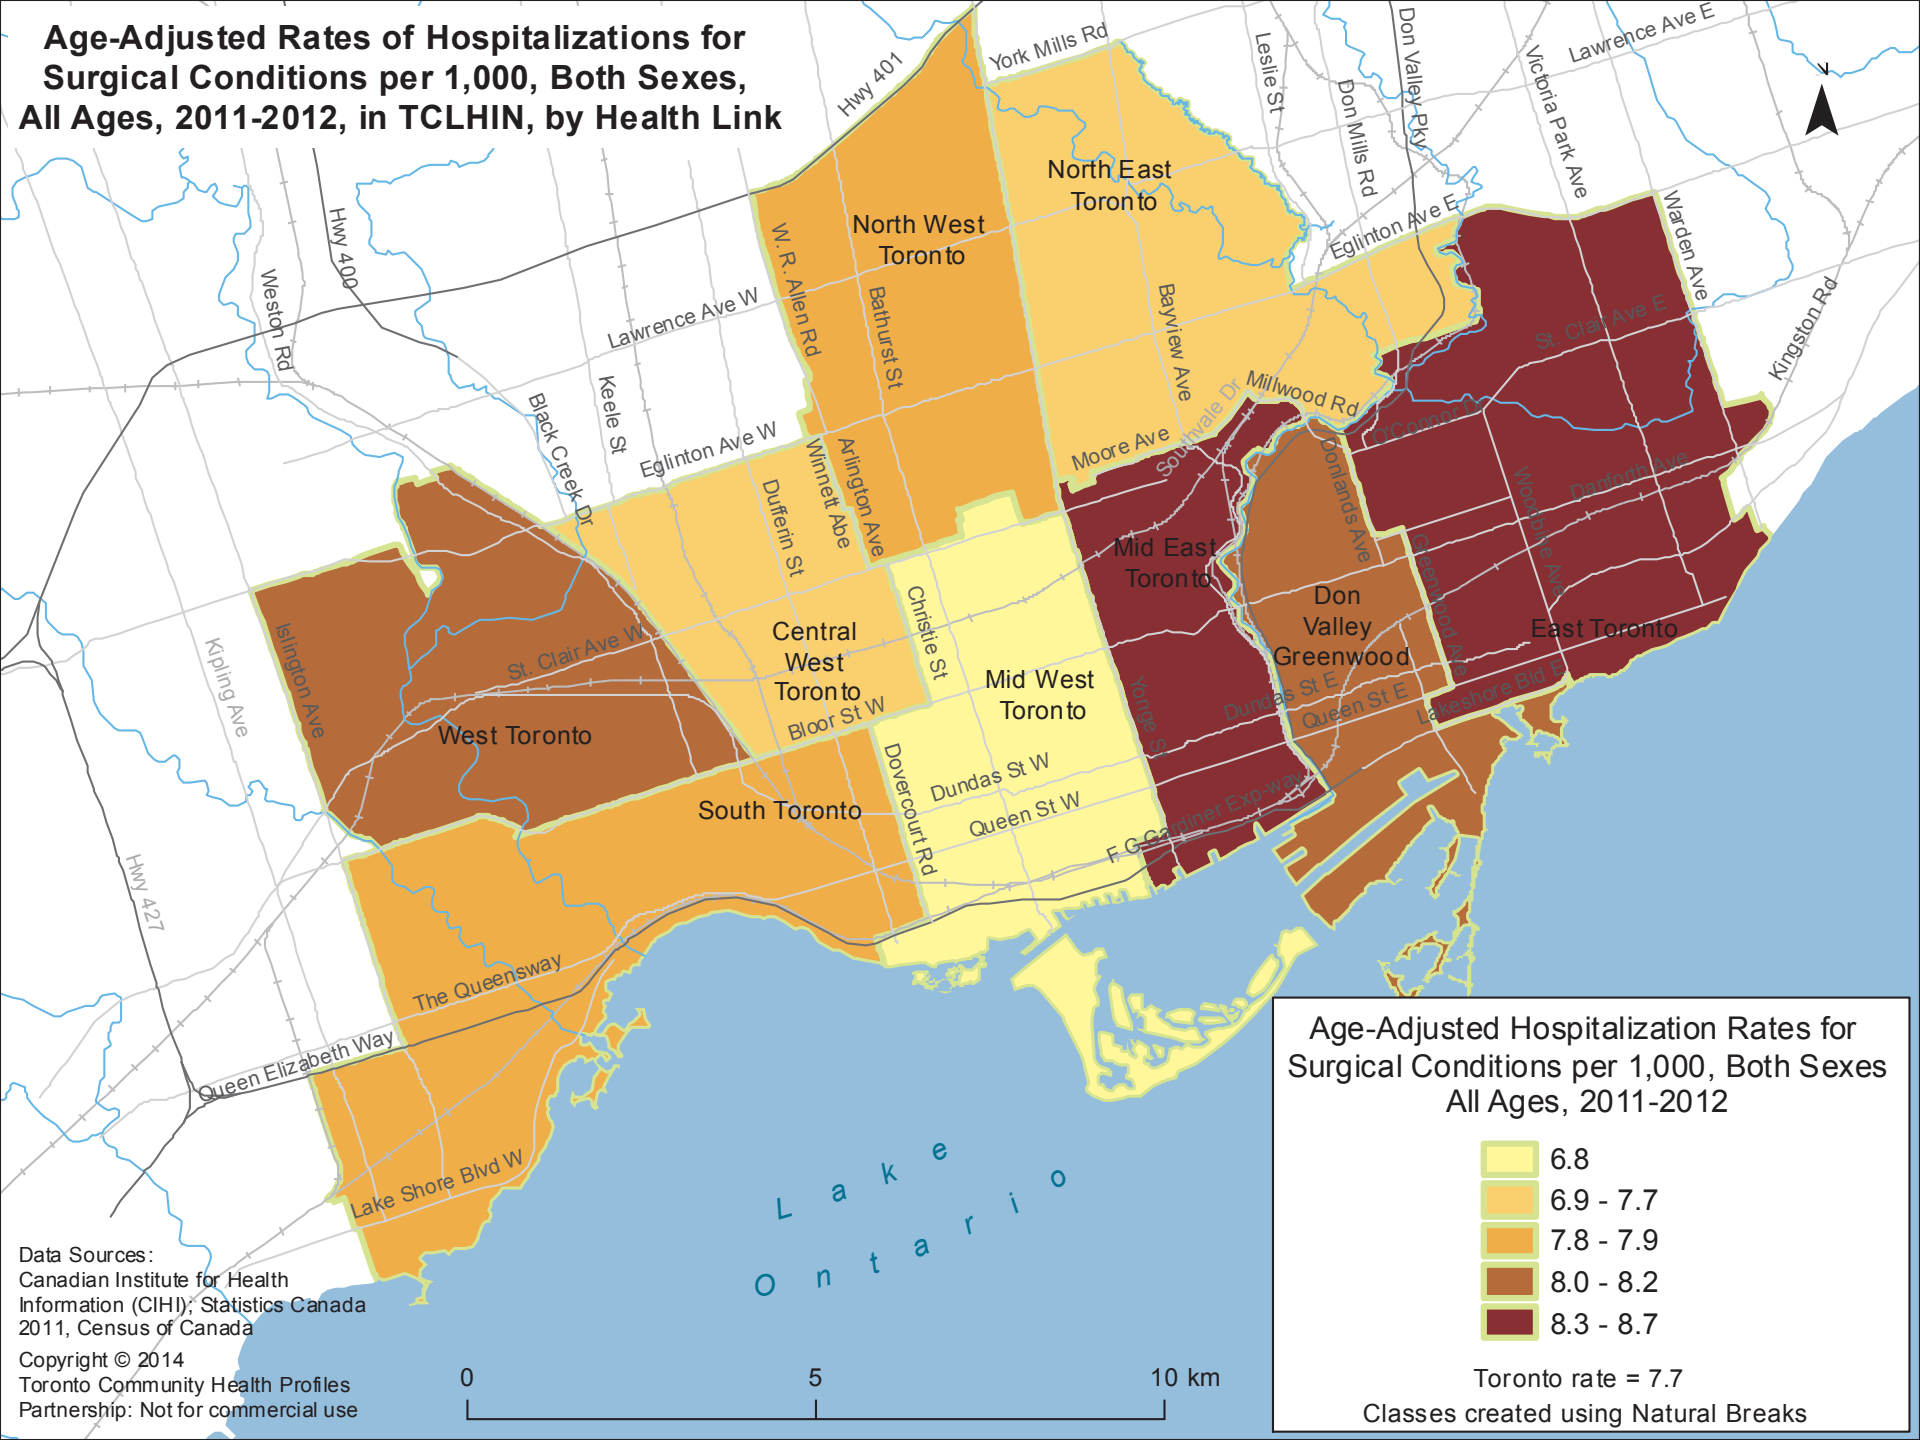 Age-Adjusted Rates of Hospitalizations for
Surgical Conditions per 1,000, Both Sexes,
All Ages, 2011-2012, in TCLHIN, by Health Link
Hwy 401
York Mills Rd
Leslie St
Don Mills Rd
Don Valley Pky
Victoria Park Ave
Lawrence Ave E
N
Hwy 400
Weston Rd
North West
Toronto
North East
Toronto
W. R. Allen Rd
Bathurst St
Bayview Ave
Eglinton Ave E
Warden Ave
Kingston Rd
St. Clair Ave E
Lawrence Ave W
Black Creek Dr
Keele St
Eglinton Ave W
Dufferin St
Winnett Abe
Arlington Ave
Moore Ave
Southvale Dr
Millwood Rd
O'Connor Dr
Donlands Ave
Danforth Ave
Woodbine Ave
Greenwood Ave
Mid East
Toronto
Don
Valley
Greenwood
East Toronto
Central
West
Toronto
Christie St
Mid West
Toronto
Yonge St
Kipling Ave
Islington Ave
St. Clair Ave W
West Toronto
Bloor St W
South Toronto
Dovercourt Rd
Dundas St W
Queen St W
Dundas St E
Queen St E
Lakeshore Bld E
F G Gardiner Exp-way
Hwy 427
The Queensway
Queen Elizabeth Way
Lake Shore Blvd W
Lake
Ontario
Age-Adjusted Hospitalization Rates for
Surgical Conditions per 1,000, Both Sexes
All Ages, 2011-2012
6.8
6.9 - 7.7
7.8 - 7.9
8.0 - 8.2
8.3 - 8.7
Toronto rate = 7.7
Classes created using Natural Breaks
Data Sources:
Canadian Institute for Health
Information (CIHI); Statistics Canada
2011, Census of Canada
Copyright © 2014
Toronto Community Health Profiles
Partnership: Not for commercial use
0 5 10 km